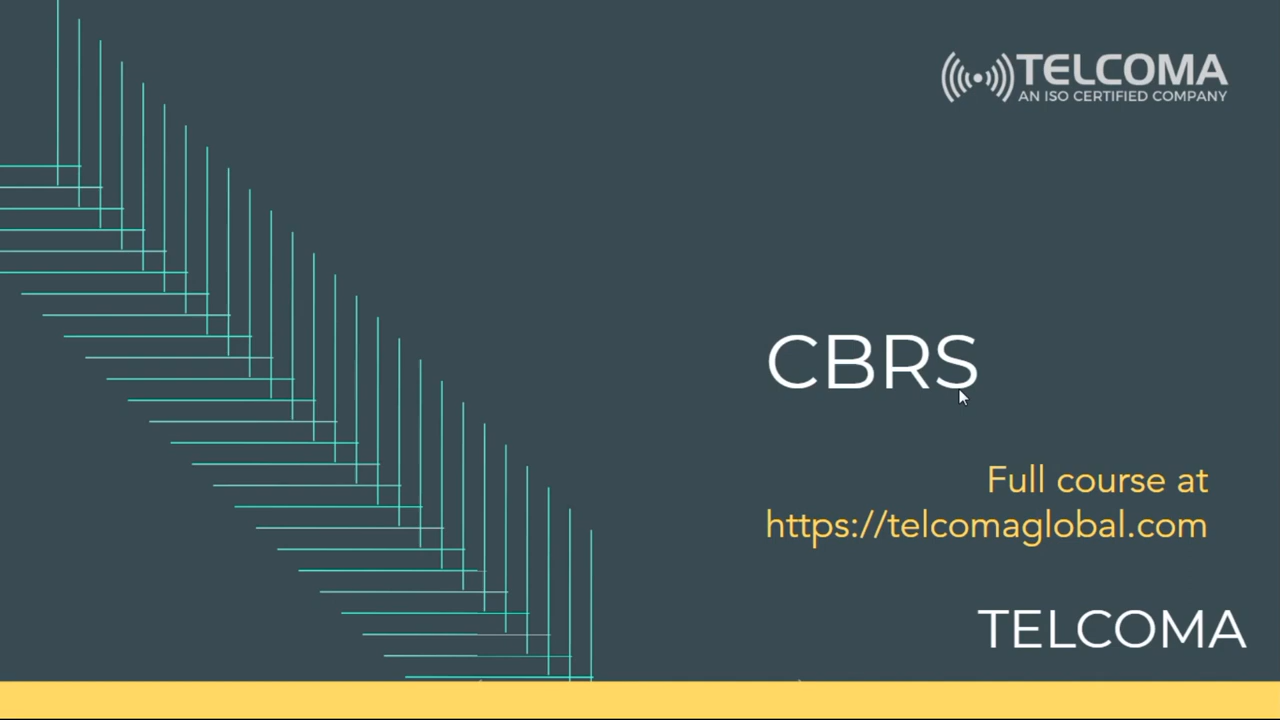 TELCOMA
AN ISO CERTIFIED COMPANY
CBRS
Full course at
https://telcomaglobal.com
TELCOMA